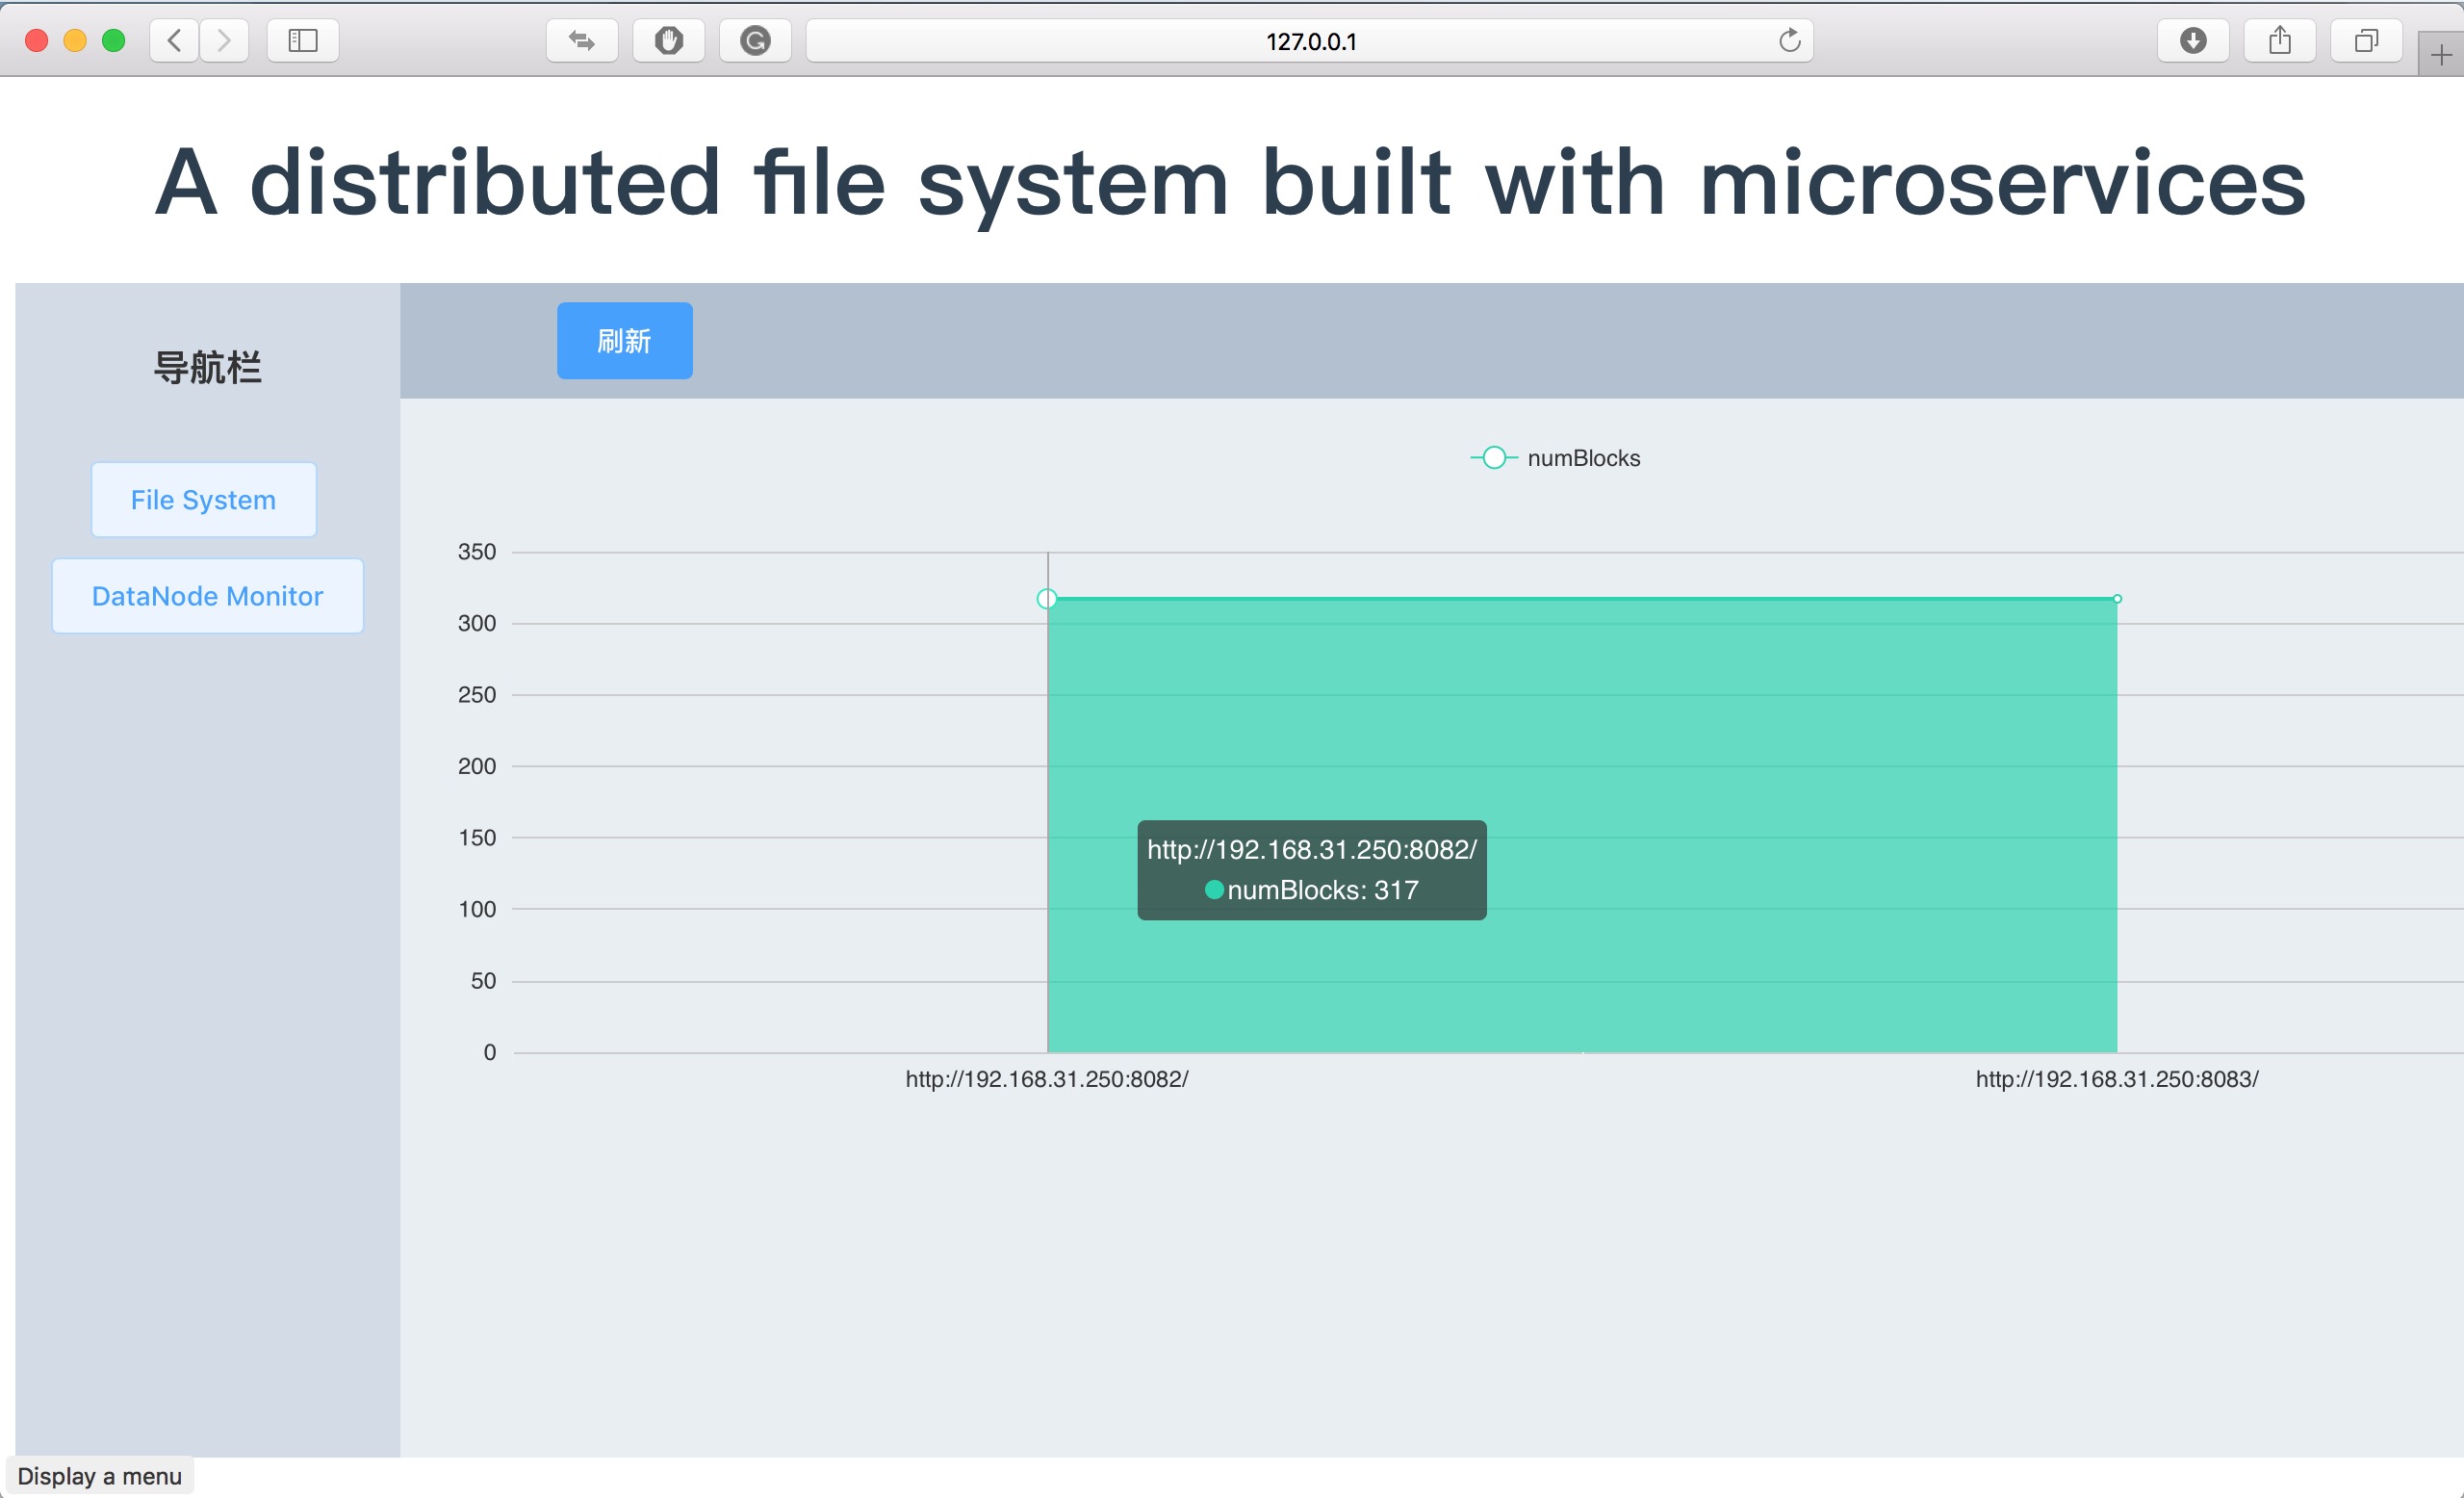 127.0.0.1
A distributed file system built with microservices
导航栏
刷新
File System
DataNode Monitor
numBlocks
350
300
250
200
150
100
50
0
http://192.168.31.250:8082/
numBlocks: 317
http://192.168.31.250:8082/
http://192.168.31.250:8083/
Display a menu